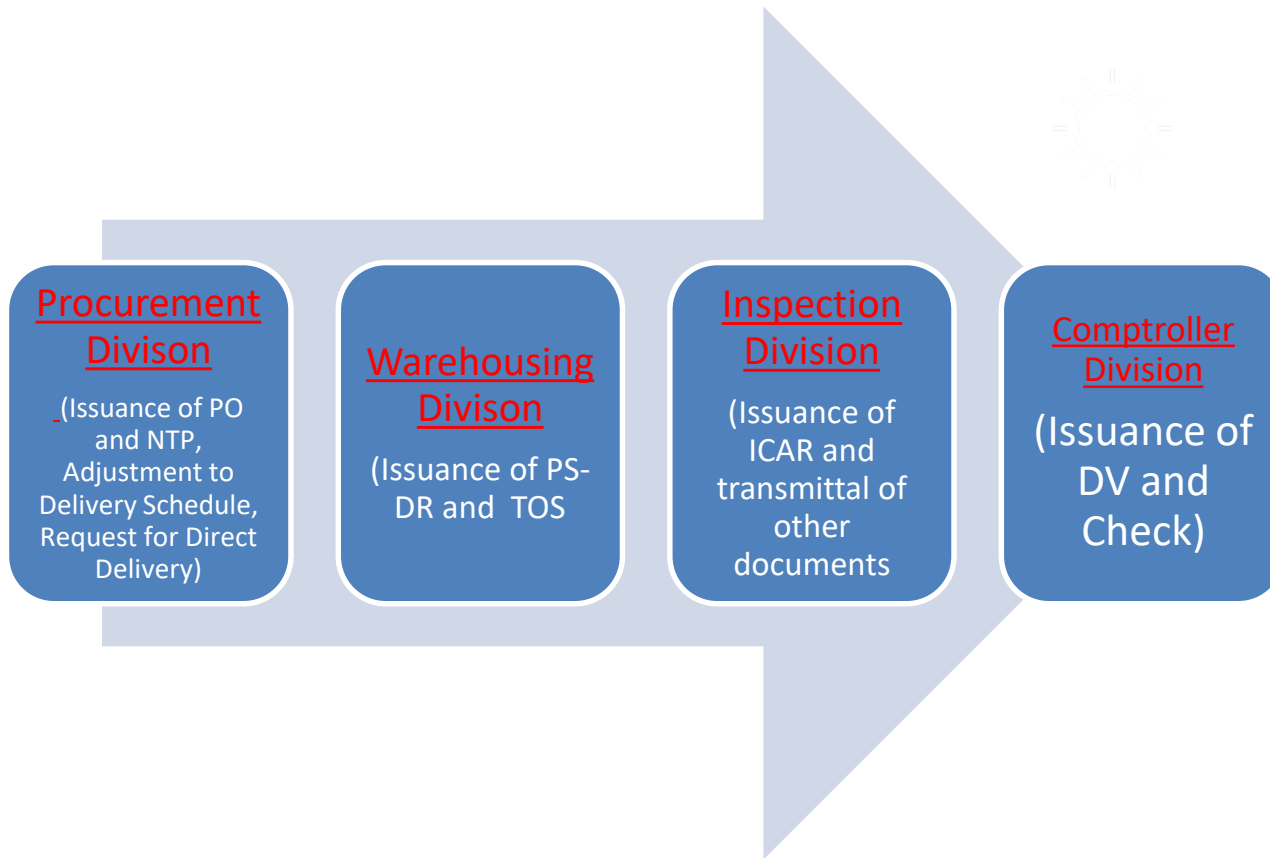 Procurement
Divison
(Issuance of PO
and NTP,
Adjustment to
Delivery Schedule,
Request for Direct
Delivery)
Warehousing
Divison
(Issuance of PS-
DR and  TOS
Inspection
Division
(Issuance of
ICAR and
transmittal of
other
documents
Comptroller
Division
(Issuance of
DV and
Check)